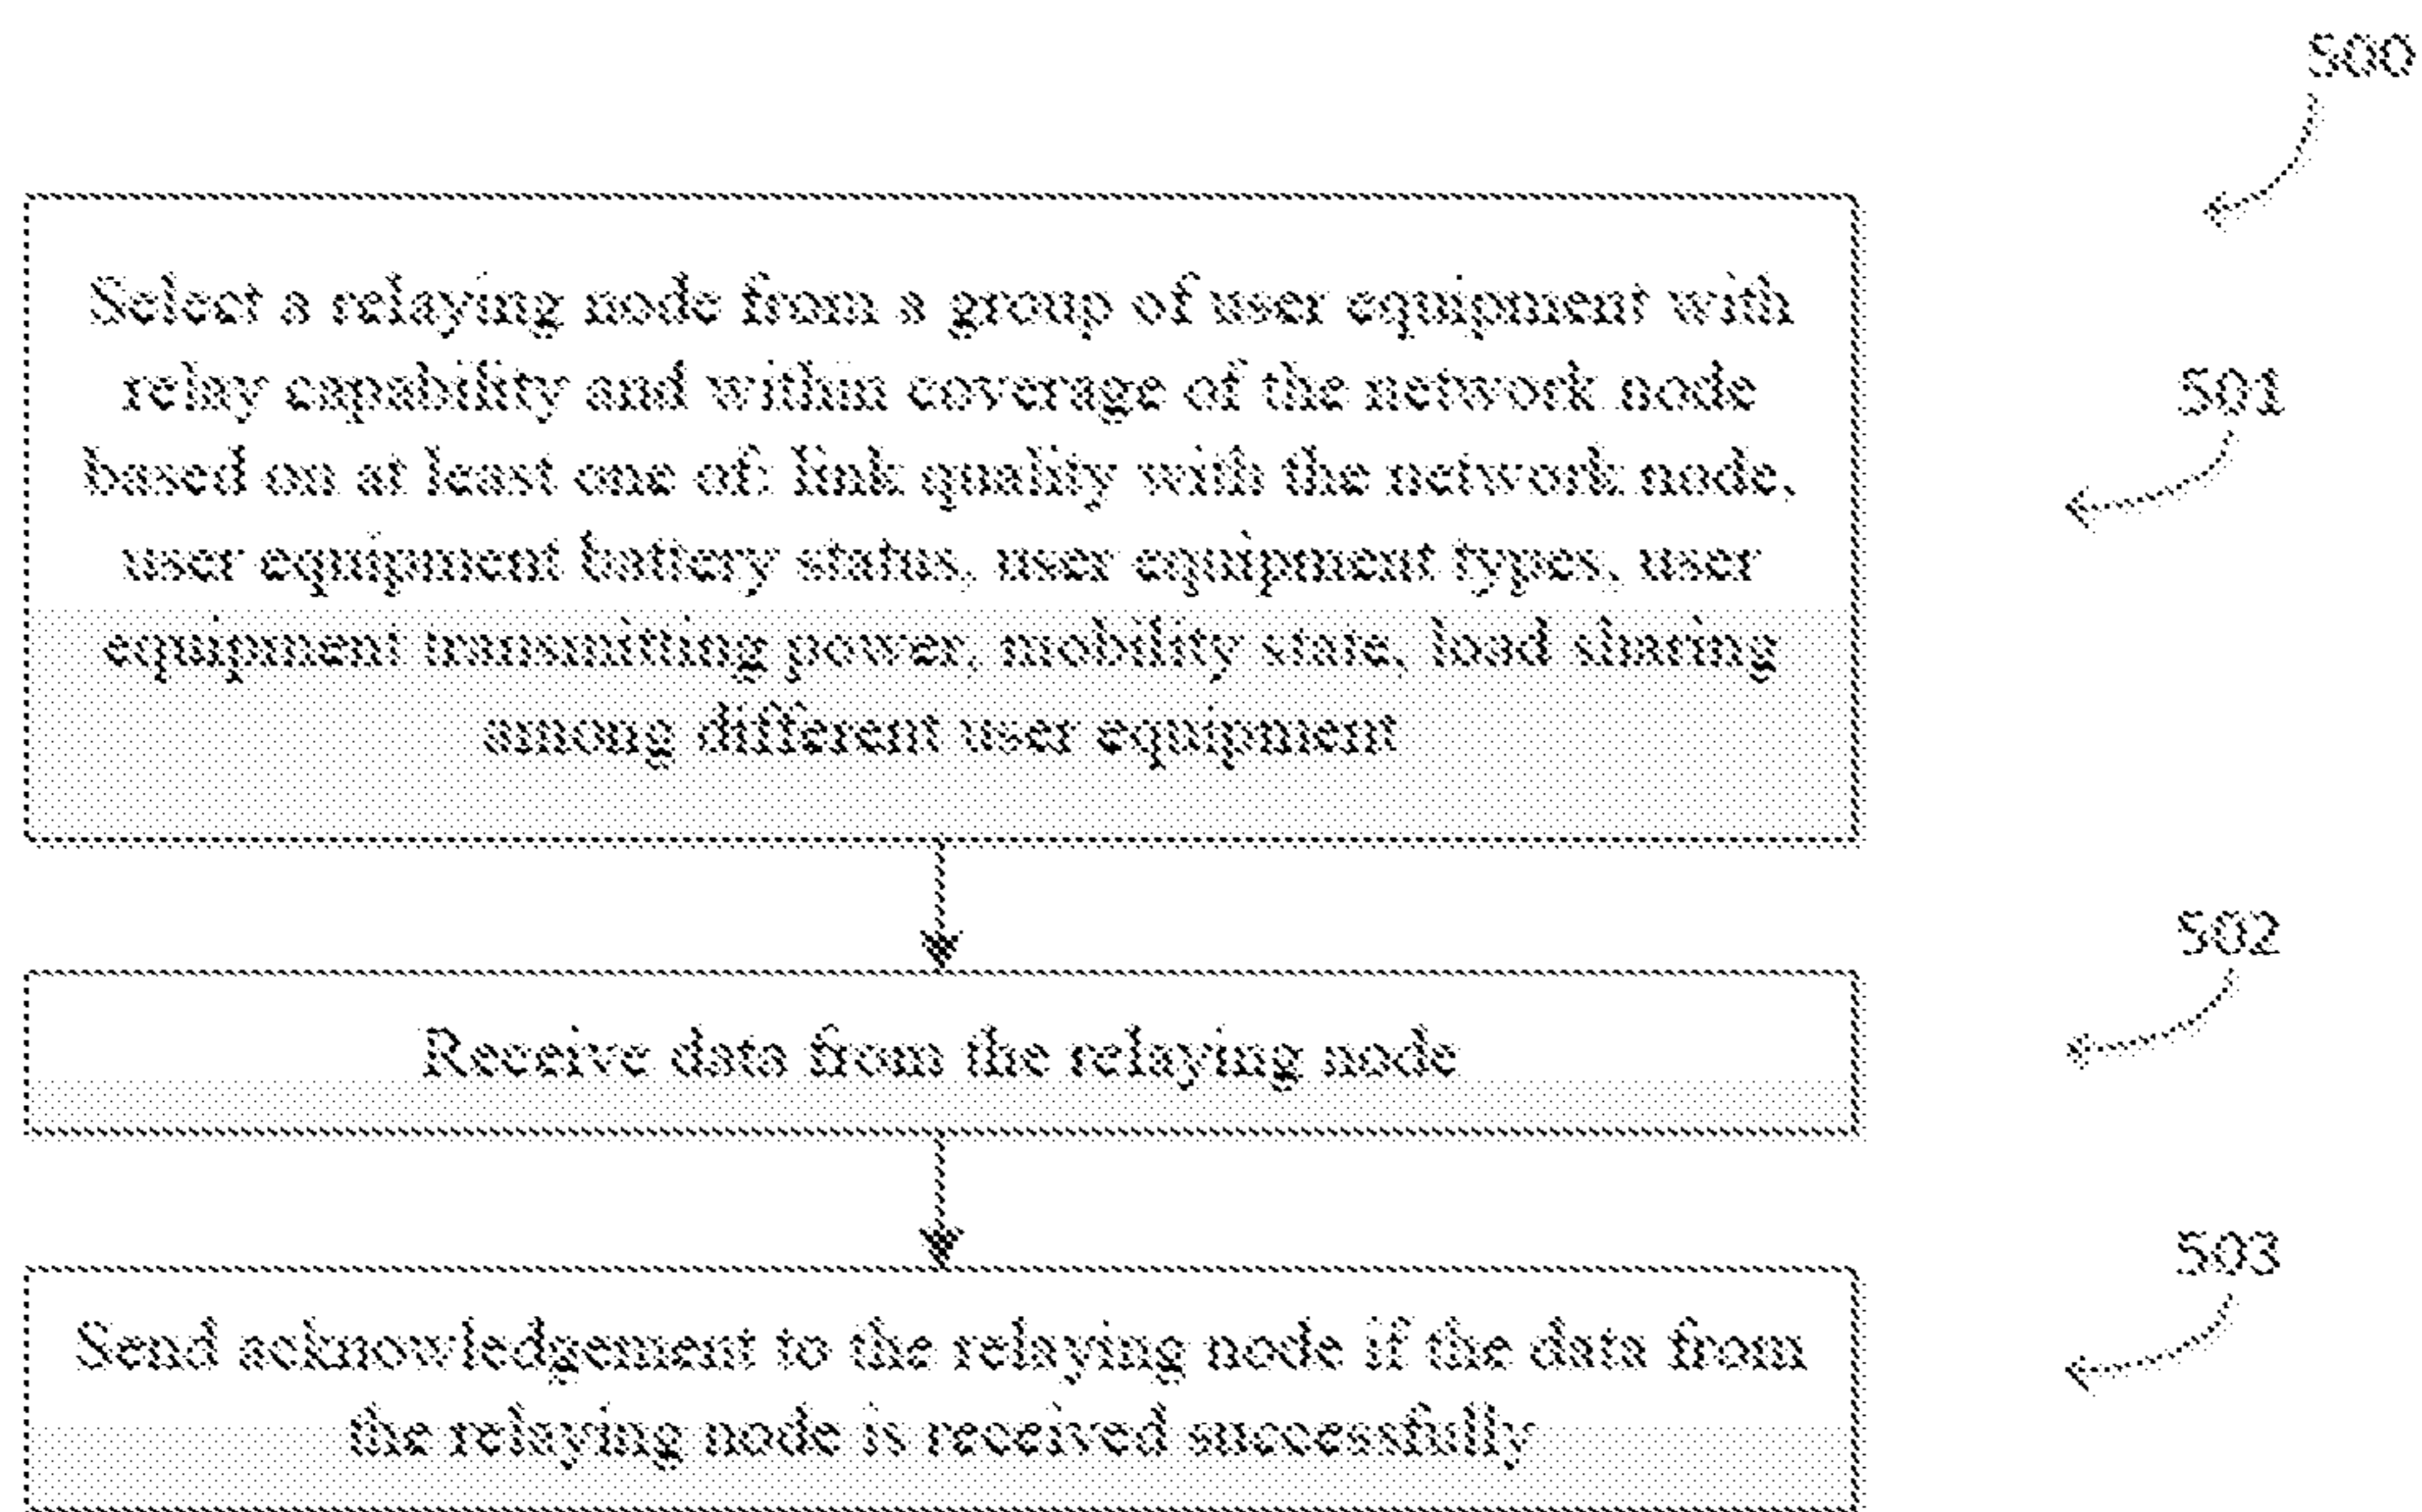 500
Select a relaying node from a group of user equipment with
relay capability and within coverage of the network node
501
based on at least one of: link quality with the network node,
user equipment battery status, user equipment types, user
equipment transmitting power, mobility state, load sharing
among different user equipment
502
Receive data from the relaying node
503
Send acknowledgement to the relaying node if the data from
the relaying node is received successfully